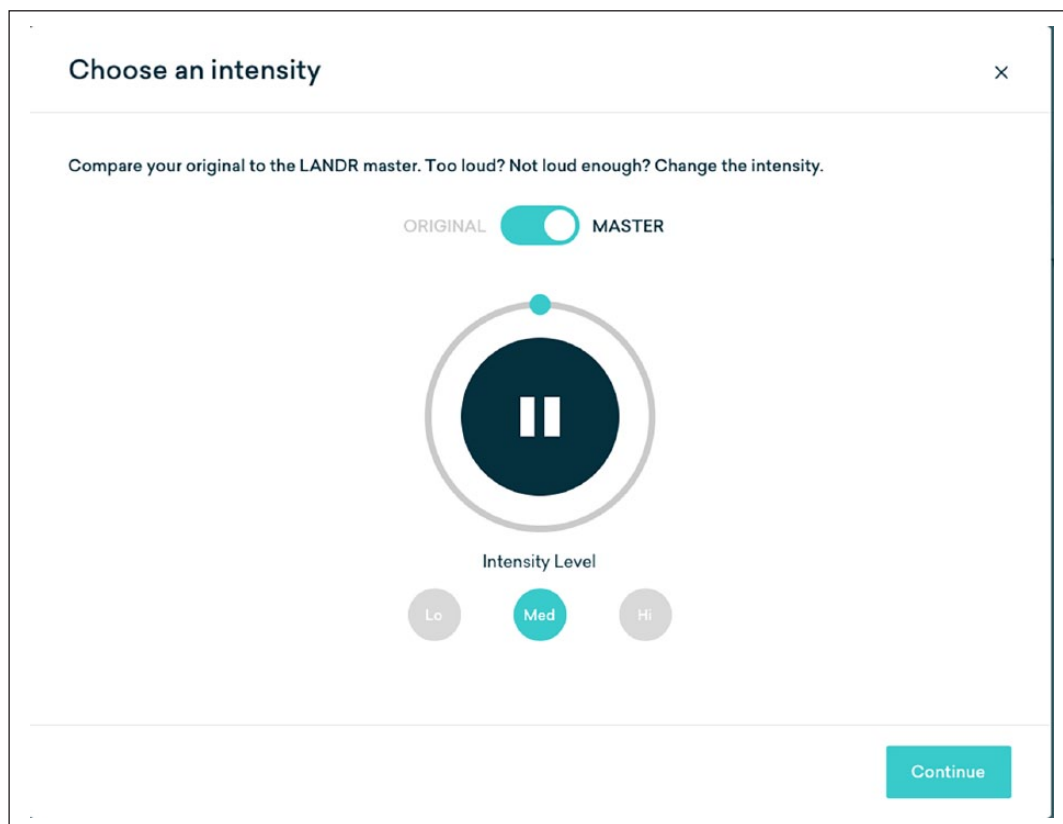 Choose an intensity
Compare your original to the LANDR master. Too loud? Not loud enough? Change the intensity.
ORIGINAL MASTER
Intensity Level
Lo Med Hi
Continue